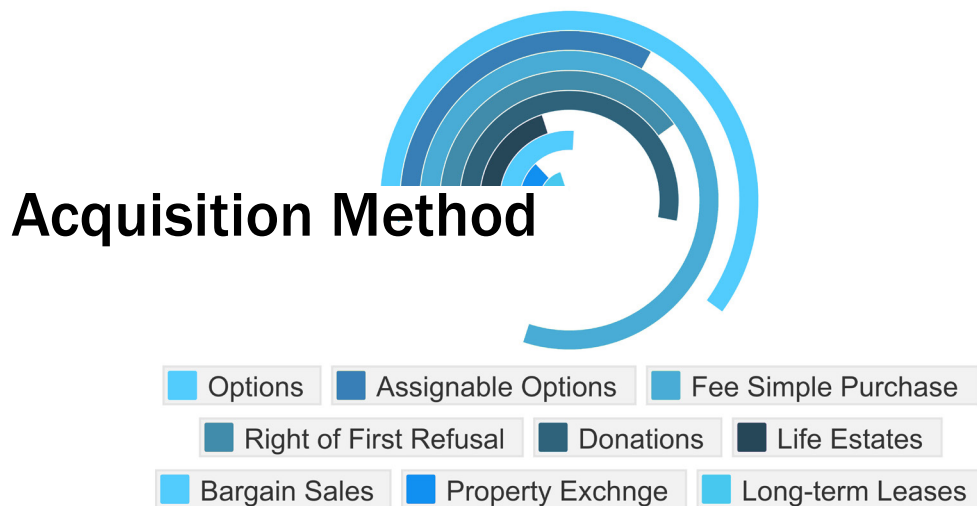 Acquisition Method
Options Assignable Options Fee Simple Purchase
Right of First Refusal Donations Life Estates
Bargain Sales Property Exchnge Long-term Leases